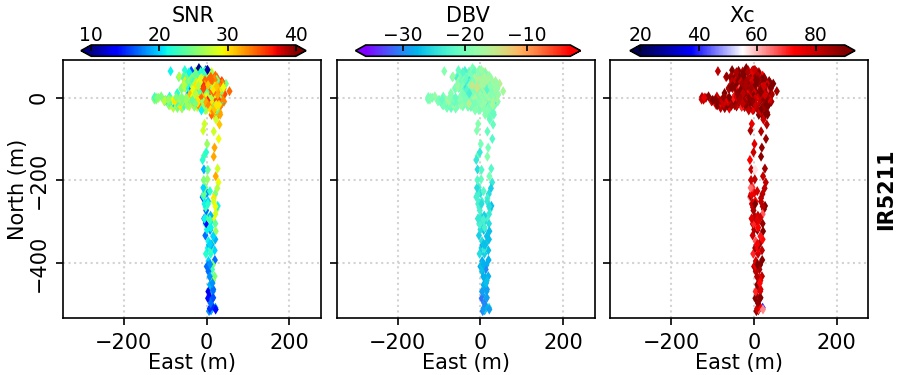 SNR DBV Xc
10 20 30 40 −30 −20 −10 20 40 60 80
0
−200
−400
North (m)
IR5211
−200 0 200 −200 0 200 −200 0 200
East (m) East (m) East (m)